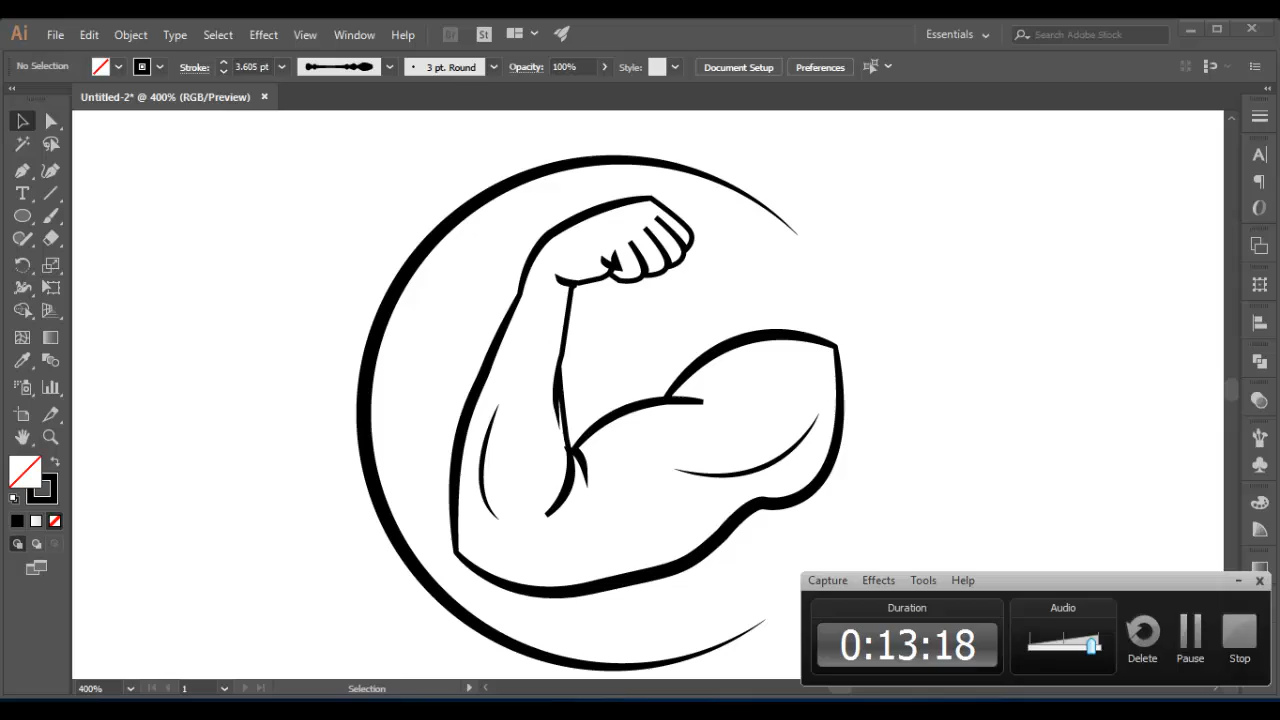 Ai File Edit Object Type Select Effect View Window Help Br St Essentials Search Adobe Stock
No Selection Stroke: 3.605 pt 3 pt. Round Opacity: 100% Style: Document Setup Preferences
Untitled-2* @ 400% (RGB/Preview)
Capture Effects Tools Help
Duration Audio
0:13:18
Delete Pause Stop
400% 1 Selection